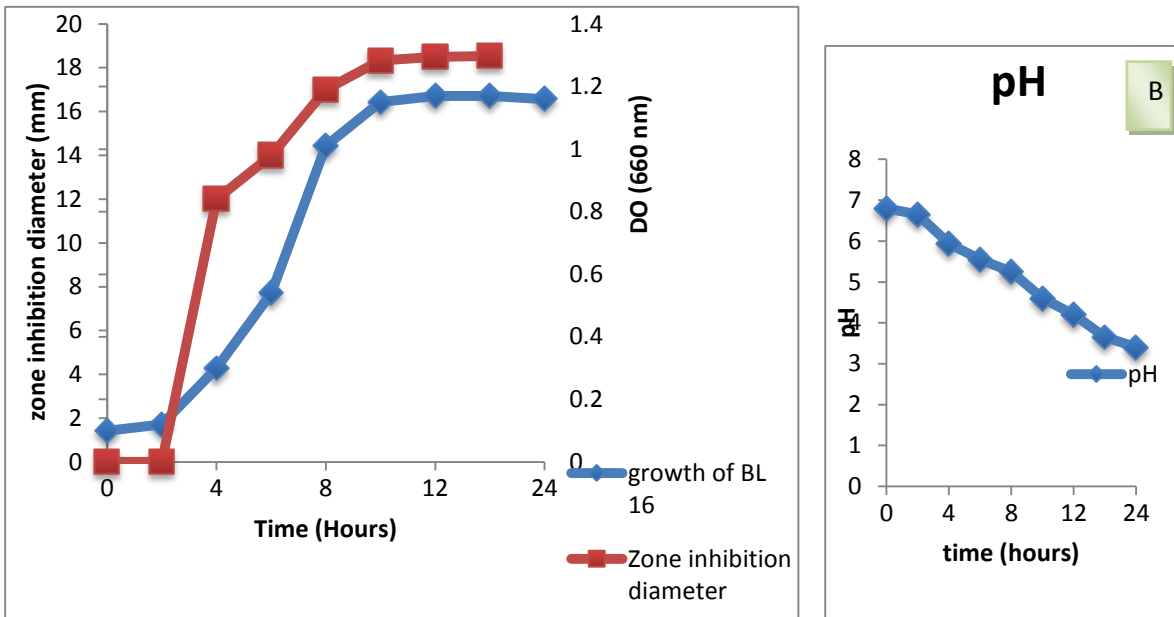 20
18
16
14
12
10
8
6
4
2
0
zone inhibition diameter (mm)
1.4
1.2
1
0.8
0.6
0.4
0.2
0
DO (660 nm)
0 4 8 12 24
Time (Hours)
growth of BL
16
Zone inhibition
diameter
pH
B
8
7
6
5
4
3
2
1
0
pH
pH
0 4 8 12 24
time (hours)